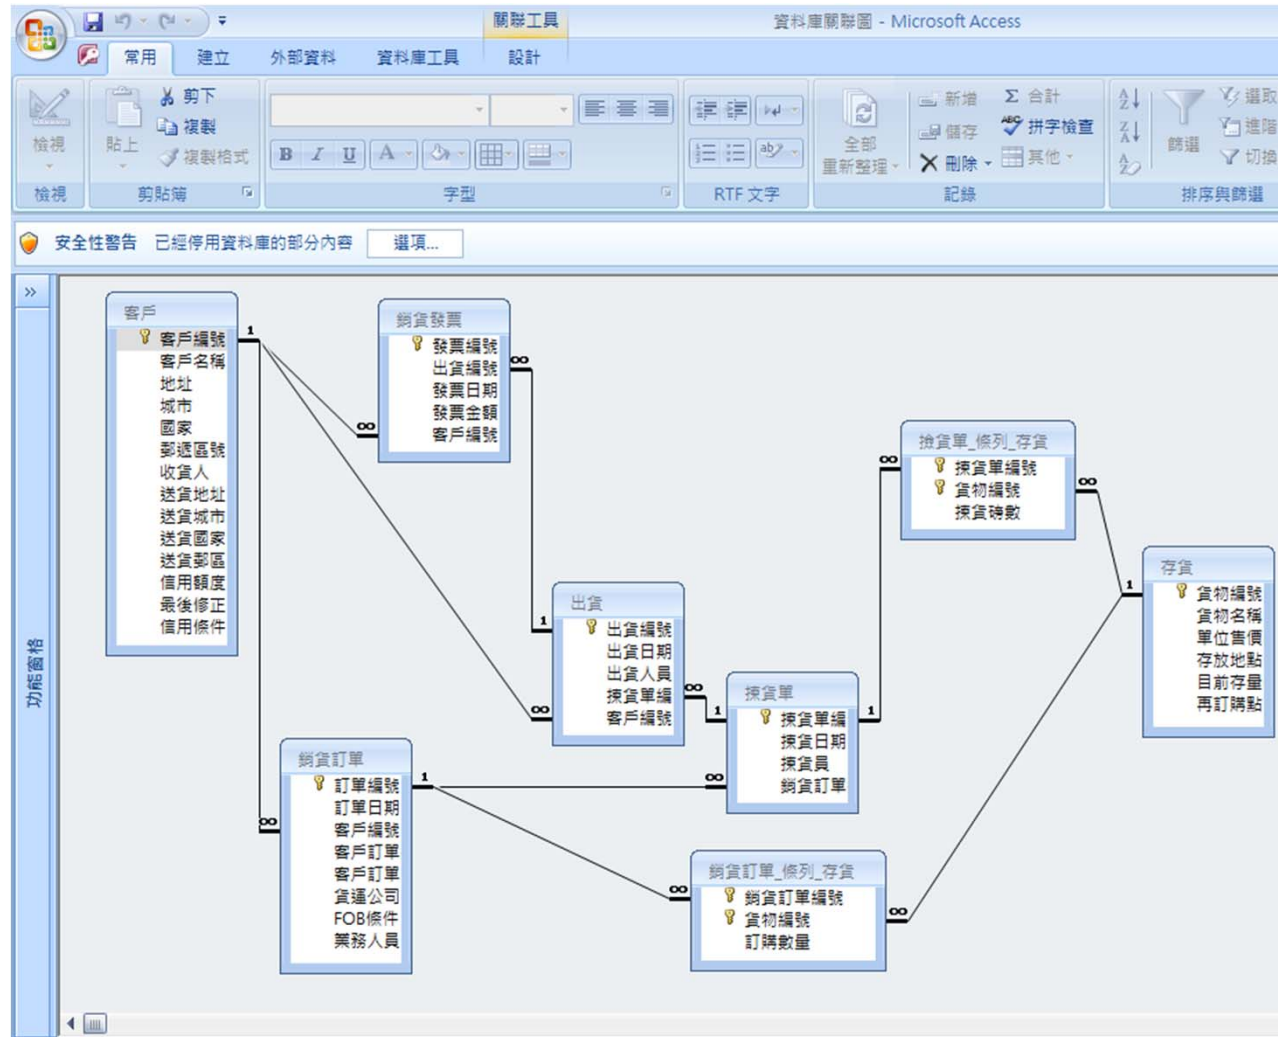 關聯工具
資料庫關聯圖 - Microsoft Access
常用
建立
外部資料
資料庫工具
設計
檢視
貼上
剪下
複製
複製格式
B I U A
全部
重新整理
新增
儲存
刪除
Σ 合計
拼字檢查
其他
篩選
選取
進階
切換
檢視
剪貼簿
字型
RTF 文字
記錄
排序與篩選
安全性警告 已經停用資料庫的部分內容 選項...
功能窗格
客戶
客戶編號
客戶名稱
地址
城市
國家
郵遞區號
收貨人
送貨地址
送貨城市
送貨國家
送貨郵區
信用額度
最後修正
信用條件
1
銷貨發票
發票編號
出貨編號
發票日期
發票金額
客戶編號
∞
∞
出貨
出貨編號
出貨日期
出貨人員
揀貨單編
客戶編號
1
∞
∞
揀貨單
揀貨單編
揀貨日期
揀貨員
銷貨訂單
1
1
∞
撿貨單_條列_存貨
揀貨單編號
貨物編號
揀貨磅數
∞
∞
存貨
貨物編號
貨物名稱
單位售價
存放地點
目前存量
再訂購點
1
銷貨訂單
訂單編號
訂單日期
客戶編號
客戶訂單
客戶訂單
貨運公司
FOB條件
業務人員
1
∞
銷貨訂單_條列_存貨
銷貨訂單編號
貨物編號
訂購數量
∞
∞